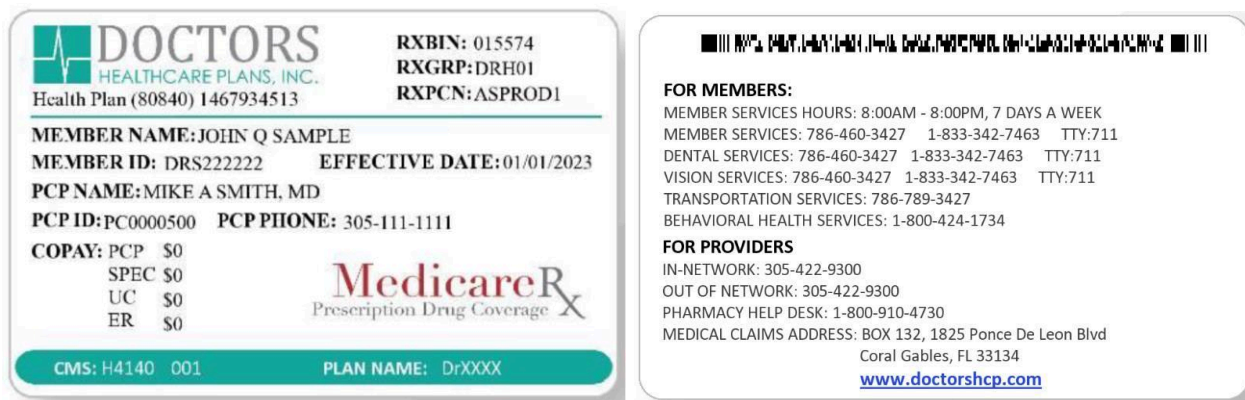 DOCTORS
HEALTHCARE PLANS, INC.
Health Plan (80840) 1467934513
RXBIN: 015574
RXGRP: DRH01
RXPCN: ASPROD1
MEMBER NAME: JOHN Q SAMPLE
MEMBER ID: DRS222222 EFFECTIVE DATE: 01/01/2023
PCP NAME: MIKE A SMITH, MD
PCP ID: PC0000500 PCP PHONE: 305-111-1111
COPAY: PCP $0
SPEC $0
UC $0
ER $0
MedicareRx
Prescription Drug Coverage
CMS: H4140 001 PLAN NAME: DrXXXX
FOR MEMBERS:
MEMBER SERVICES HOURS: 8:00AM - 8:00PM, 7 DAYS A WEEK
MEMBER SERVICES: 786-460-3427 1-833-342-7463 TTY:711
DENTAL SERVICES: 786-460-3427 1-833-342-7463 TTY:711
VISION SERVICES: 786-460-3427 1-833-342-7463 TTY:711
TRANSPORTATION SERVICES: 786-789-3427
BEHAVIORAL HEALTH SERVICES: 1-800-424-1734
FOR PROVIDERS
IN-NETWORK: 305-422-9300
OUT OF NETWORK: 305-422-9300
PHARMACY HELP DESK: 1-800-910-4730
MEDICAL CLAIMS ADDRESS: BOX 132, 1825 Ponce De Leon Blvd
Coral Gables, FL 33134
www.doctorshcp.com